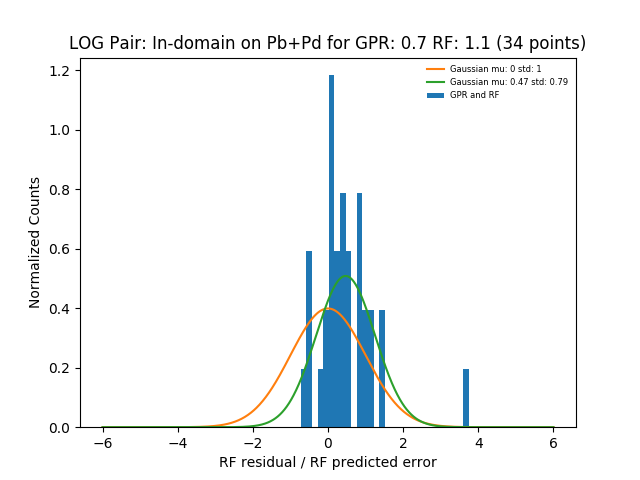 LOG Pair: In-domain on Pb+Pd for GPR: 0.7 RF: 1.1 (34 points)
Gaussian mu: 0 std: 1
Gaussian mu: 0.47 std: 0.79
GPR and RF
Normalized Counts
1.2
1.0
0.8
0.6
0.4
0.2
0.0
−6 −4 −2 0 2 4 6
RF residual / RF predicted error